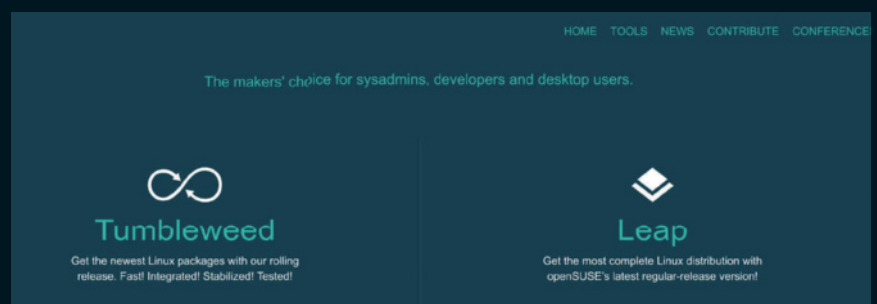 HOME TOOLS NEWS CONTRIBUTE CONFERENCE
The makers' choice for sysadmins, developers and desktop users.
Tumbleweed
Get the newest Linux packages with our rolling
release. Fast! Integrated! Stabilized! Tested!
Leap
Get the most complete Linux distribution with
openSUSE's latest regular-release version!